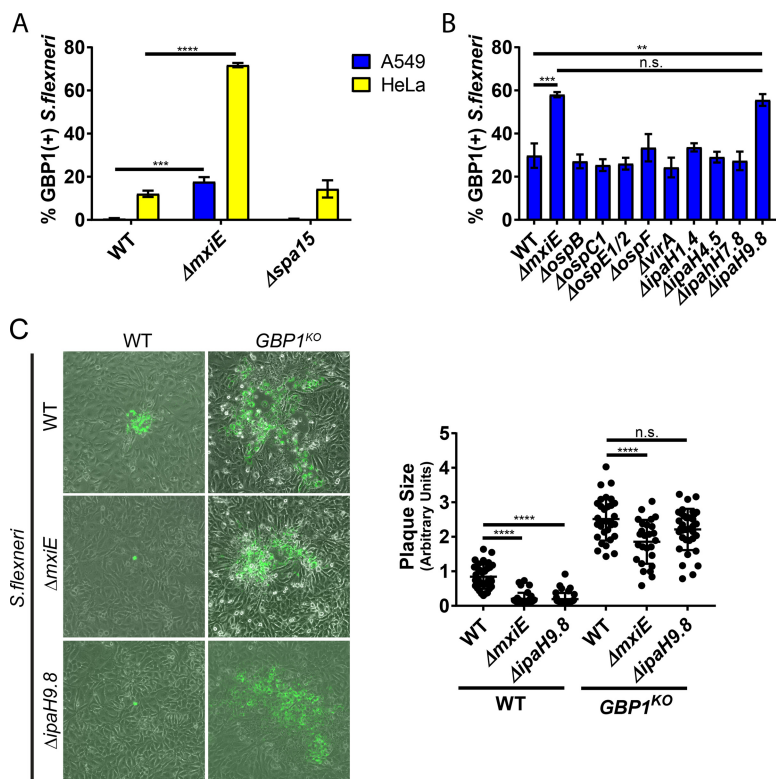 A
% GBP1(+) S.flexneri
80
60
40
20
0
****
***
A549
HeLa
WT
ΔmxiE
Δspa15
B
% GBP1(+) S.flexneri
80
60
40
20
0
**
n.s.
***
WT
ΔmxiE
ΔospB
ΔospC1
ΔospE1/2
ΔospF
ΔvirA
ΔipaH1.4
ΔipaH4.5
ΔipahH7.8
ΔipaH9.8
C
WT
GBP1KO
S.flexneri
WT
ΔmxiE
ΔipaH9.8
Plaque Size
(Arbitrary Units)
5
4
3
2
1
0
n.s.
****
****
****
WT
ΔmxiE
ΔipaH9.8
WT
ΔmxiE
ΔipaH9.8
WT
GBP1KO